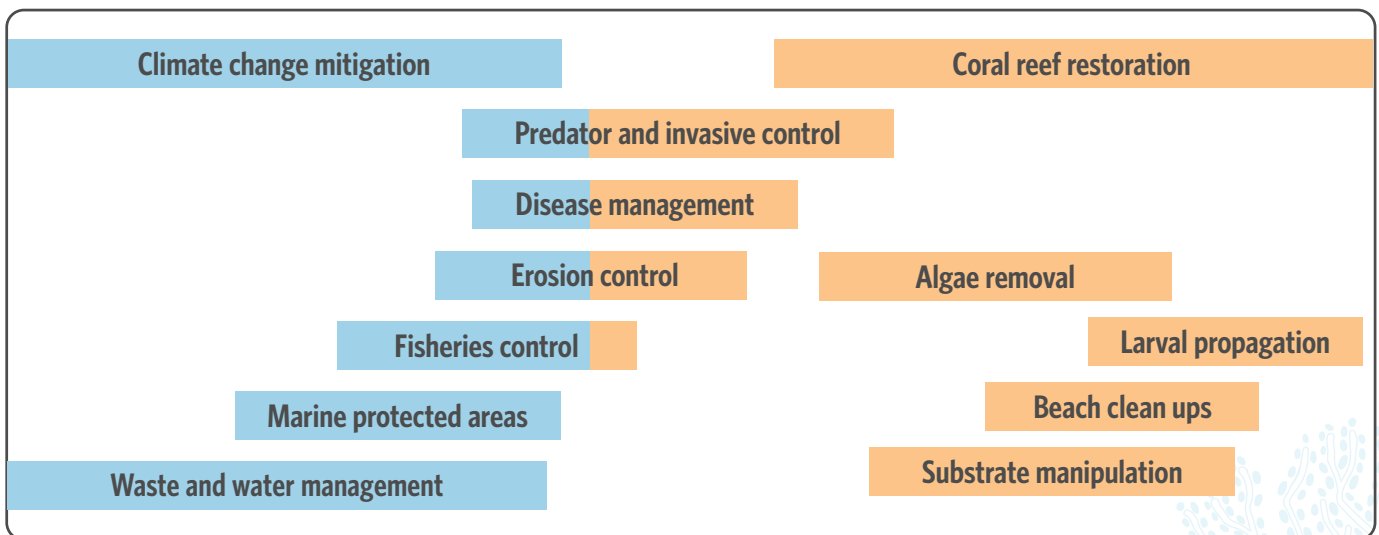 Climate change mitigation
Coral reef restoration
Predator and invasive control
Disease management
Erosion control
Algae removal
Fisheries control
Larval propagation
Marine protected areas
Beach clean ups
Waste and water management
Substrate manipulation